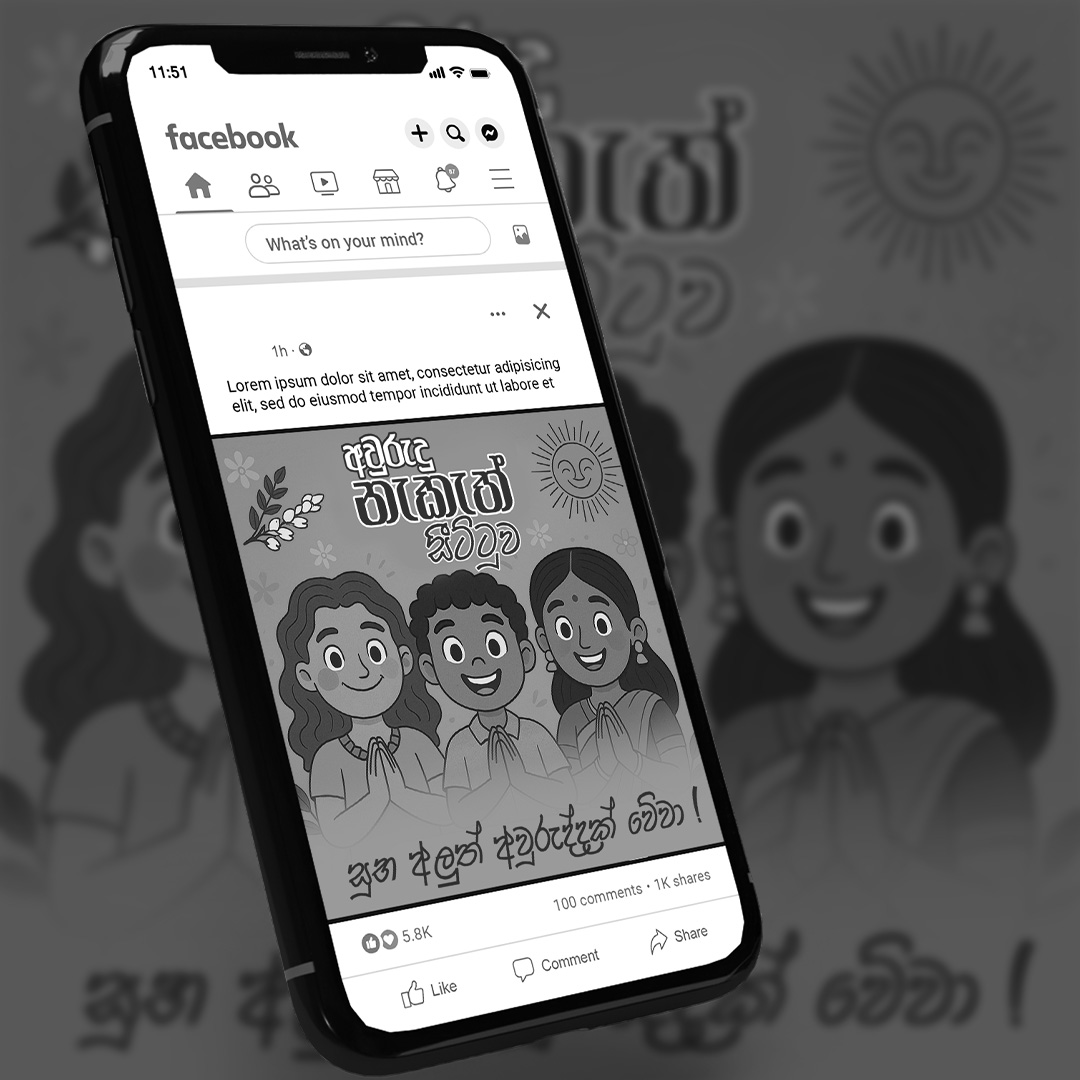 11:51
facebook
57
What's on your mind?
1h
Lorem ipsum dolor sit amet, consectetur adipisicing
elit, sed do eiusmod tempor incididunt ut labore et
අවුරුදු
නැකැත්
සීට්ටුව
සුභ අලුත් අවුරුද්දක් වේවා !
5.8K
100 comments • 1K shares
Like
Comment
Share